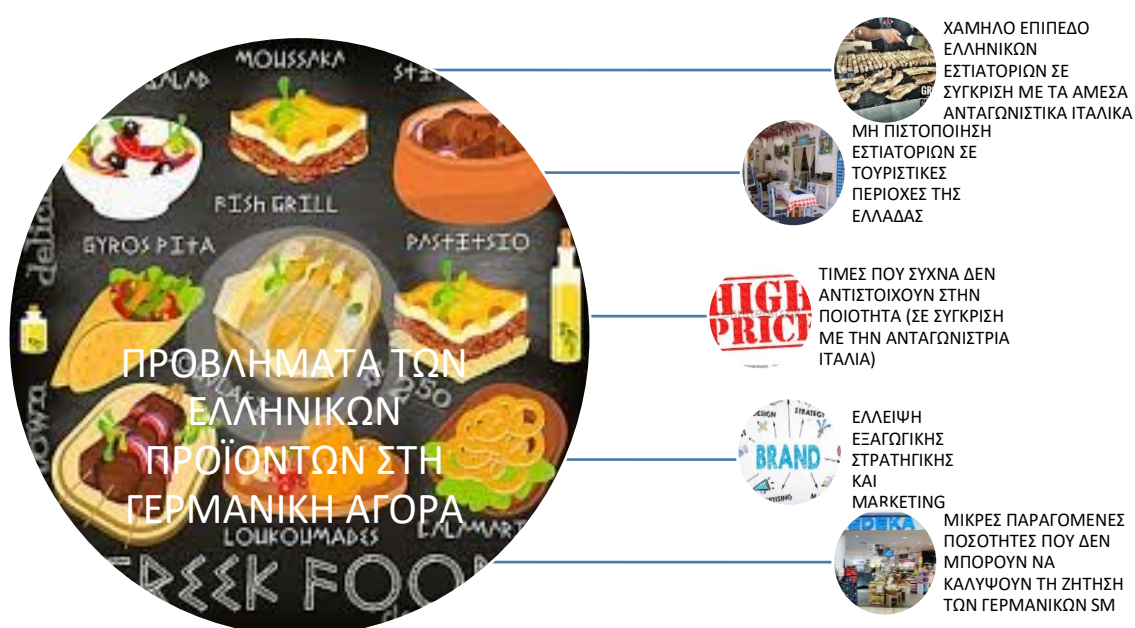 MOUSSAKA
GYROS PITA
FISH GRILL
PASTITSIO
ΠΡΟΒΛΗΜΑΤΑ ΤΩΝ
ΕΛΛΗΝΙΚΩΝ
ΠΡΟΪΟΝΤΩΝ ΣΤΗ
ΓΕΡΜΑΝΙΚΗ ΑΓΟΡΑ
LOUKOUMADES
GREEK FOOD
ΧΑΜΗΛΟ ΕΠΙΠΕΔΟ
ΕΛΛΗΝΙΚΩΝ
ΕΣΤΙΑΤΟΡΙΩΝ ΣΕ
ΣΥΓΚΡΙΣΗ ΜΕ ΤΑ ΑΜΕΣΑ
ΑΝΤΑΓΩΝΙΣΤΙΚΑ ΙΤΑΛΙΚΑ
ΜΗ ΠΙΣΤΟΠΟΙΗΣΗ
ΕΣΤΙΑΤΟΡΙΩΝ ΣΕ
ΤΟΥΡΙΣΤΙΚΕΣ
ΠΕΡΙΟΧΕΣ ΤΗΣ
ΕΛΛΑΔΑΣ
HIGH
PRICE
ΤΙΜΕΣ ΠΟΥ ΣΥΧΝΑ ΔΕΝ
ΑΝΤΙΣΤΟΙΧΟΥΝ ΣΤΗΝ
ΠΟΙΟΤΗΤΑ (ΣΕ ΣΥΓΚΡΙΣΗ
ΜΕ ΤΗΝ ΑΝΤΑΓΩΝΙΣΤΡΙΑ
ΙΤΑΛΙΑ)
STRATEGY
BRAND
ΕΛΛΕΙΨΗ
ΕΞΑΓΩΓΙΚΗΣ
ΣΤΡΑΤΗΓΙΚΗΣ
ΚΑΙ
MARKETING
EDEKA
ΜΙΚΡΕΣ ΠΑΡΑΓΟΜΕΝΕΣ
ΠΟΣΟΤΗΤΕΣ ΠΟΥ ΔΕΝ
ΜΠΟΡΟΥΝ ΝΑ
ΚΑΛΥΨΟΥΝ ΤΗ ΖΗΤΗΣΗ
ΤΩΝ ΓΕΡΜΑΝΙΚΩΝ SM